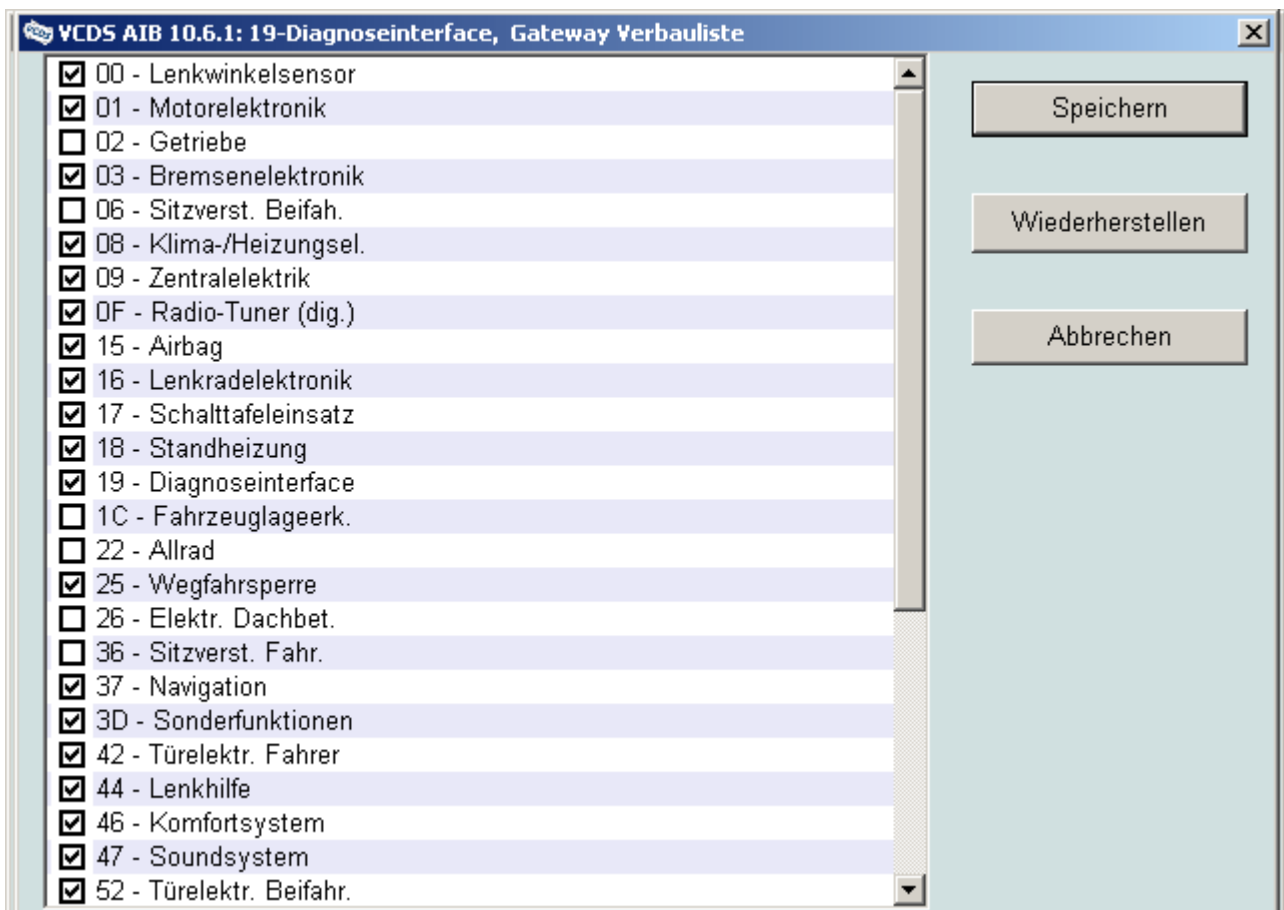 VCDS AIB 10.6.1: 19-Diagnoseinterface, Gateway Verbauliste
00 - Lenkwinkelsensor
01 - Motorelektronik
02 - Getriebe
03 - Bremsenelektronik
06 - Sitzverst. Beifah.
08 - Klima-/Heizungsel.
09 - Zentralelektrik
0F - Radio-Tuner (dig.)
15 - Airbag
16 - Lenkradelektronik
17 - Schalttafeleinsatz
18 - Standheizung
19 - Diagnoseinterface
1C - Fahrzeuglageerk.
22 - Allrad
25 - Wegfahrsperre
26 - Elektr. Dachbet.
36 - Sitzverst. Fahr.
37 - Navigation
3D - Sonderfunktionen
42 - Türelektr. Fahrer
44 - Lenkhilfe
46 - Komfortsystem
47 - Soundsystem
52 - Türelektr. Beifahr.
Speichern
Wiederherstellen
Abbrechen